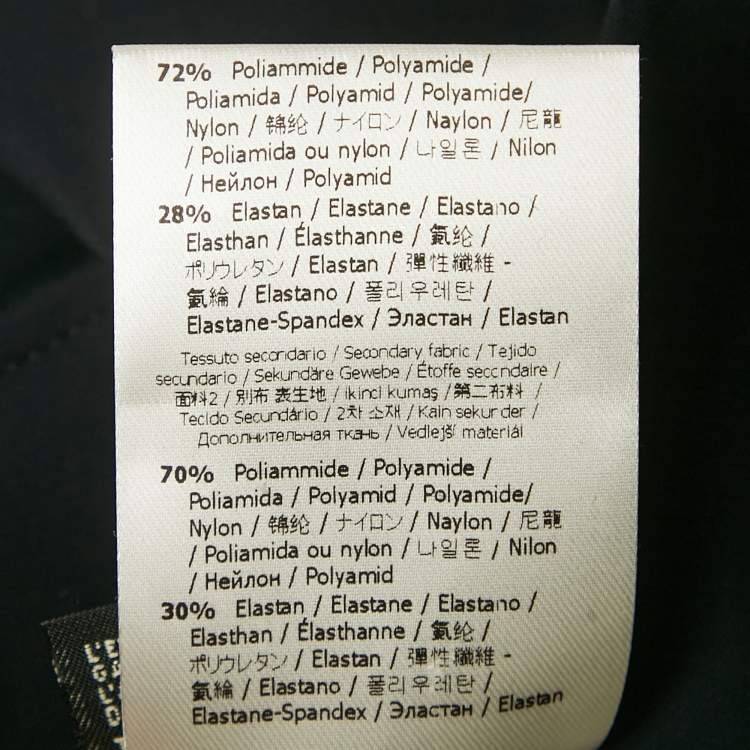 72% Poliammide / Polyamide /
Poliamida / Polyamid / Polyamide/
Nylon / 锦纶 / ナイロン / Naylon / 尼龍
/ Poliamida ou nylon / 나일론 / Nilon
/ Нейлон / Polyamid
28% Elastan / Elastane / Elastano /
Elasthan / Élasthanne / 氨纶 /
ポリウレタン / Elastan / 彈性纖維 -
氨綸 / Elastano / 폴리우레탄 /
Elastane-Spandex / Эластан / Elastan
Tessuto secondario / Secondary fabric / Tejido
secundario / Sekundäre Gewebe / Étoffe secondaire /
面料2 / 別布 表生地 / ikinci kumaş / 第二布料 /
Tecido Secundário / 2차 소재 / Kain sekunder /
Дополнительная ткань / Vedlejší materiál
70% Poliammide / Polyamide /
Poliamida / Polyamid / Polyamide/
Nylon / 锦纶 / ナイロン / Naylon / 尼龍
/ Poliamida ou nylon / 나일론 / Nilon
/ Нейлон / Polyamid
30% Elastan / Elastane / Elastano /
Elasthan / Élasthanne / 氨纶 /
ポリウレタン / Elastan / 彈性纖維 -
氨綸 / Elastano / 폴리우레탄 /
Elastane-Spandex / Эластан / Elastan